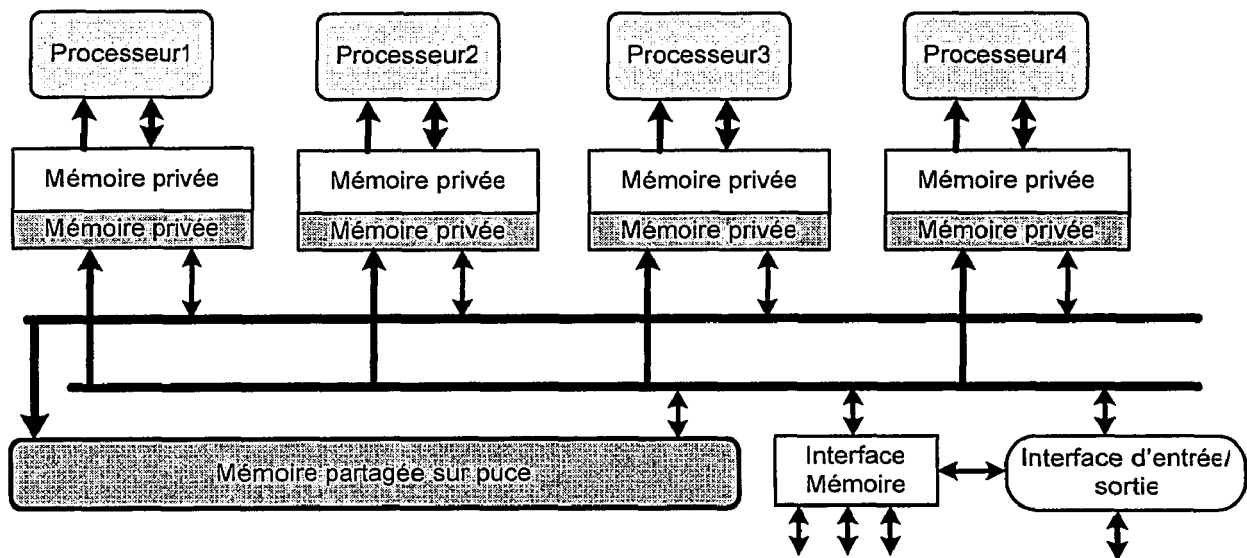 Processeur1
Processeur2
Processeur3
Processeur4
Mémoire privée
Mémoire privée
Mémoire privée
Mémoire privée
Mémoire privée
Mémoire privée
Mémoire privée
Mémoire privée
Mémoire partagée sur puce
Interface
Mémoire
Interface d'entrée/
sortie